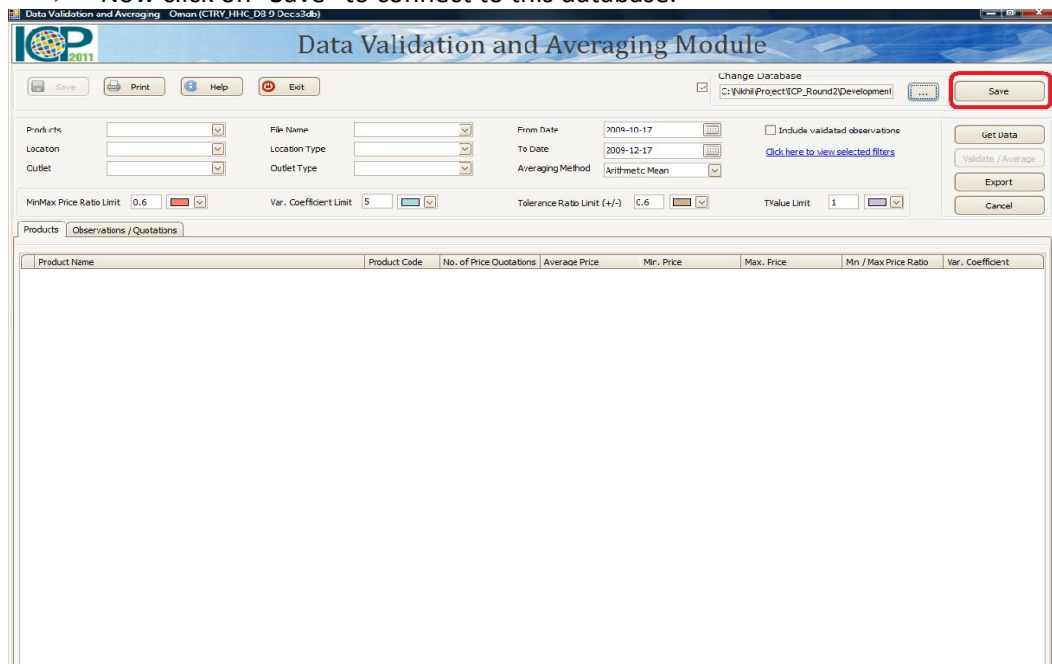 Now click on "Save" to connect to this database.
Data Validation and Averaging Oman (CTRY_HHC_DB 9 Dec.s3db)
ICP 2011
Data Validation and Averaging Module
Save Print Help Exit
Change Database
C:\Nikhil\Project\ICP_Round2\Development ... Save
Products File Name From Date 2009-10-17 Include validated observations Get Data
Location Location Type To Date 2009-12-17 Click here to view selected filters Validate / Average
Outlet Outlet Type Averaging Method Arithmetic Mean Export
MinMax Price Ratio Limit 0.6 Var. Coefficient Limit 5 Tolerance Ratio Limit (+/-) 0.6 TValue Limit 1 Cancel
Products Observations / Quotations
Product Name Product Code No. of Price Quotations Average Price Min. Price Max. Price Min / Max Price Ratio Var. Coefficient